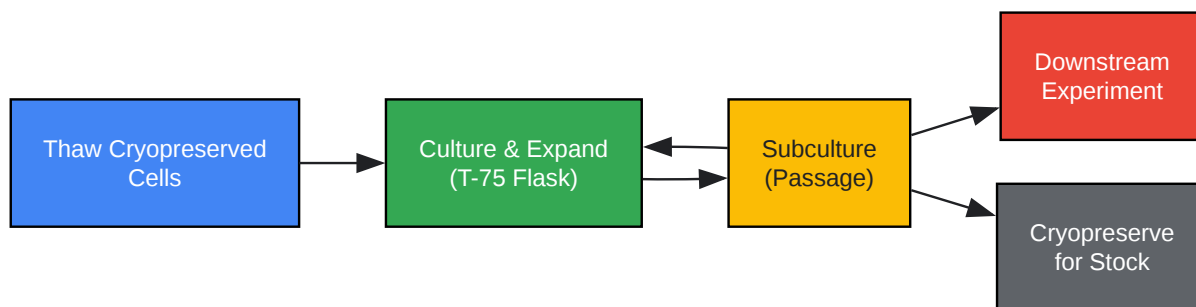 Thaw Cryopreserved
Cells
Culture & Expand
(T-75 Flask)
Subculture
(Passage)
Downstream
Experiment
Cryopreserve
for Stock